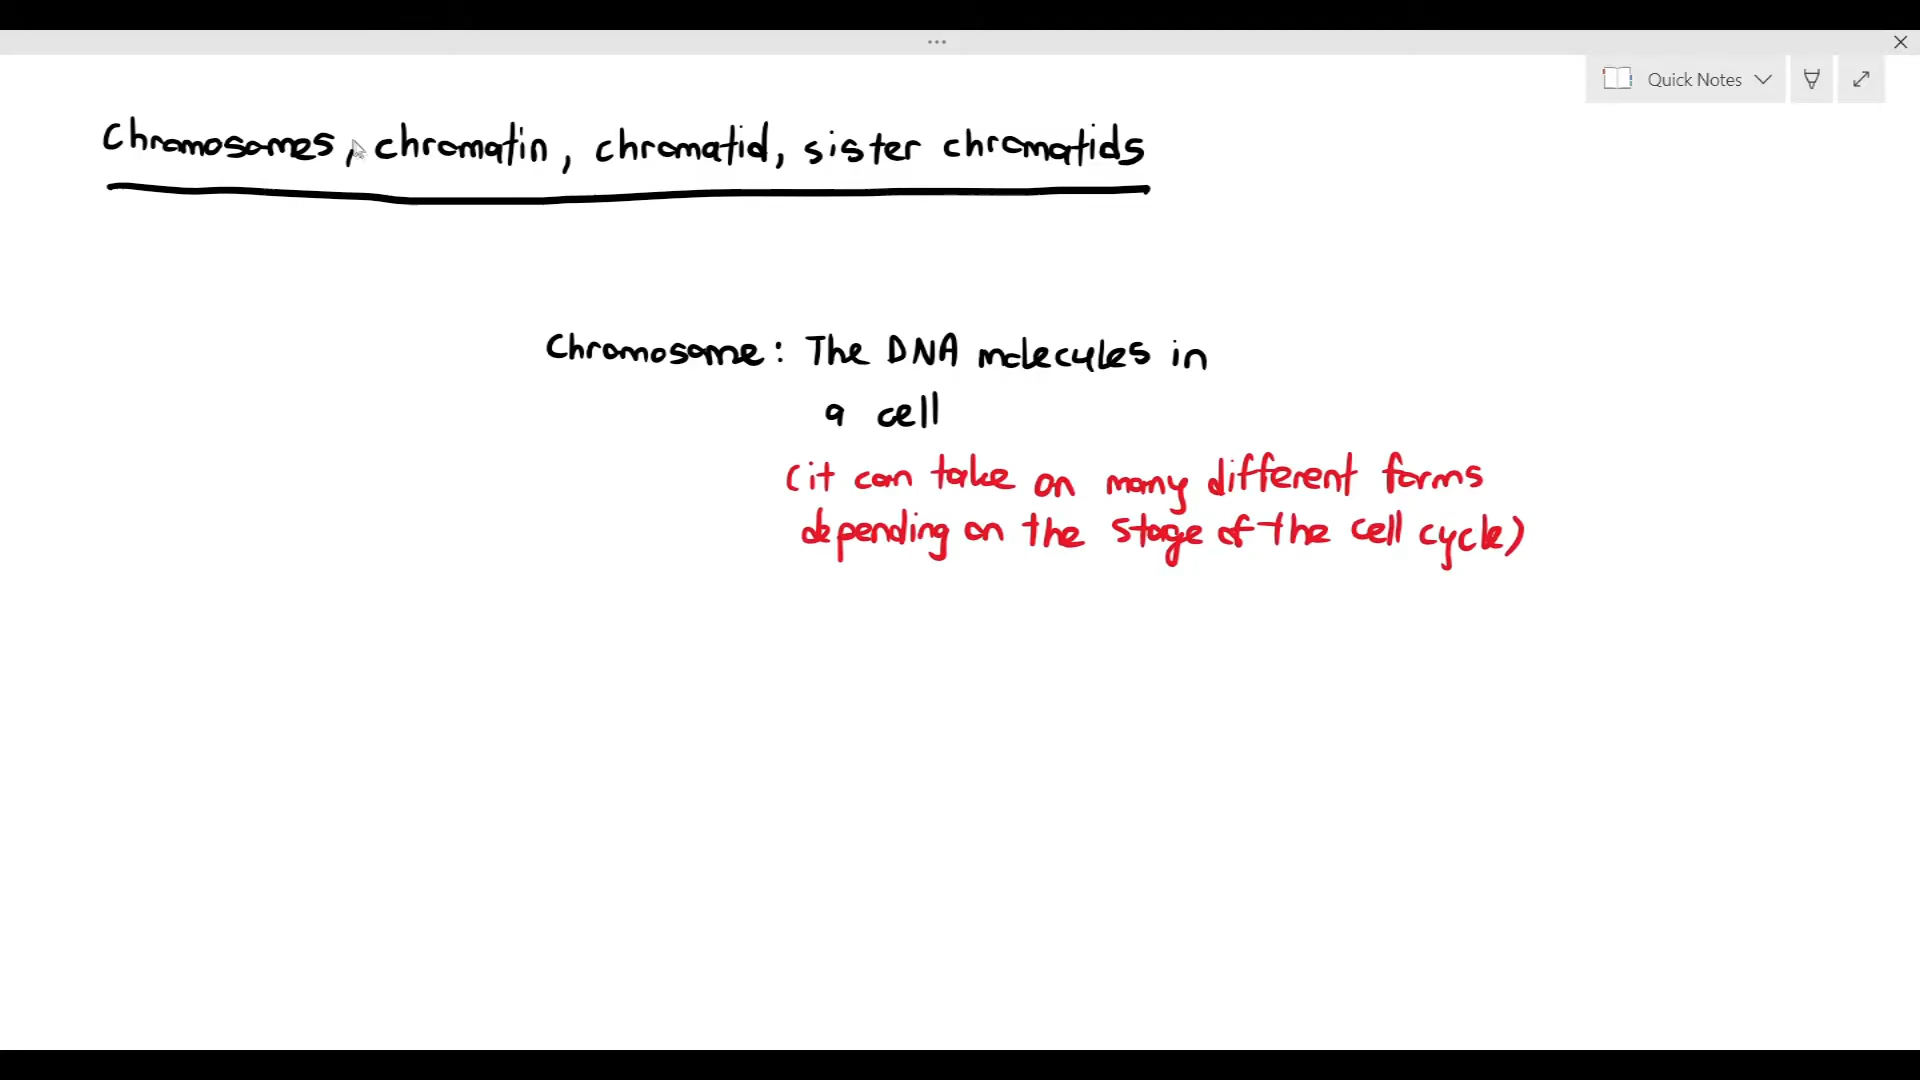 Quick Notes
Chromosomes, chromatin, chromatid, sister chromatids
Chromosome: The DNA molecules in
a cell
(it can take on many different forms
depending on the stage of the cell cycle)